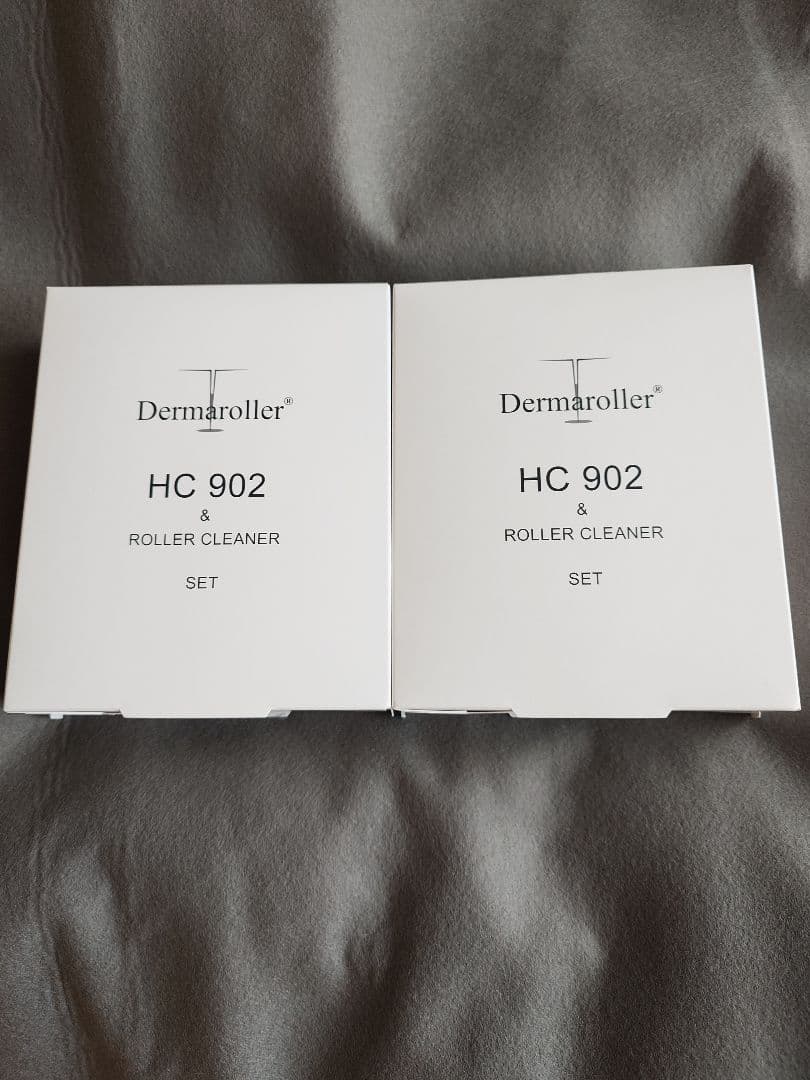 Dermaroller®
HC 902
&
ROLLER CLEANER
SET
Dermaroller®
HC 902
&
ROLLER CLEANER
SET